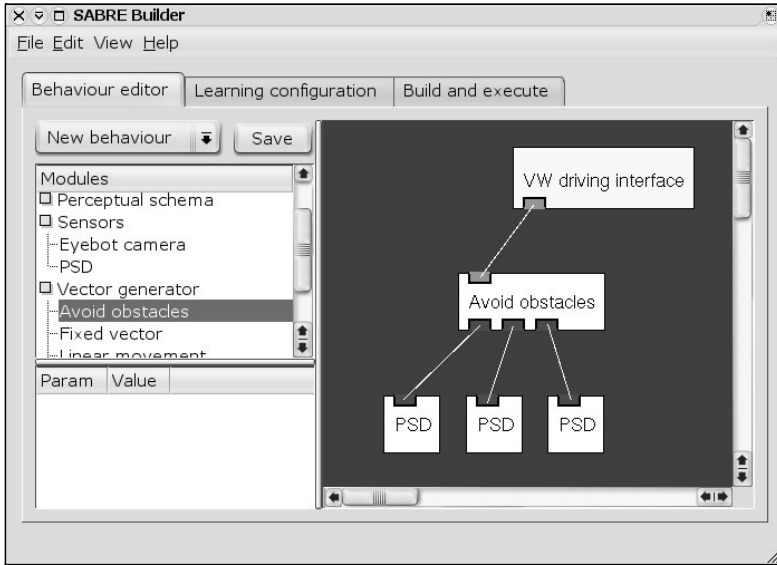 SABRE Builder
File Edit View Help
Behaviour editor
Learning configuration
Build and execute
New behaviour
Save
Modules
Perceptual schema
Sensors
Eyebot camera
PSD
Vector generator
Avoid obstacles
Fixed vector
Linear movement
Param Value
VW driving interface
Avoid obstacles
PSD PSD PSD